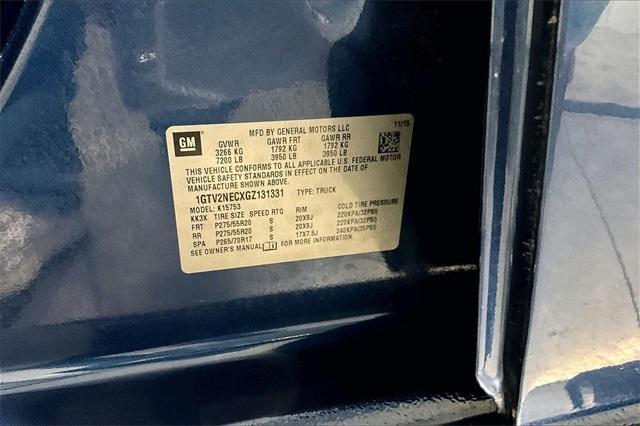 GM
MFD BY GENERAL MOTORS LLC 11/15
GVWR GAWR FRT GAWR RR
3266 KG 1792 KG 1792 KG
7200 LB 3950 LB 3950 LB
THIS VEHICLE CONFORMS TO ALL APPLICABLE U.S. FEDERAL MOTOR
VEHICLE SAFETY STANDARDS IN EFFECT ON THE DATE OF
MANUFACTURE SHOWN ABOVE.
1GTV2NECXGZ131331 TYPE: TRUCK
MODEL: K15753
KK3X TIRE SIZE SPEED RTG RIM COLD TIRE PRESSURE
FRT P275/55R20 S 20X9J 220KPA(32PSI)
RR P275/55R20 S 20X9J 220KPA(32PSI)
SPA P265/70R17 S 17X7.5J 240KPA(35PSI)
SEE OWNER'S MANUAL FOR MORE INFORMATION.